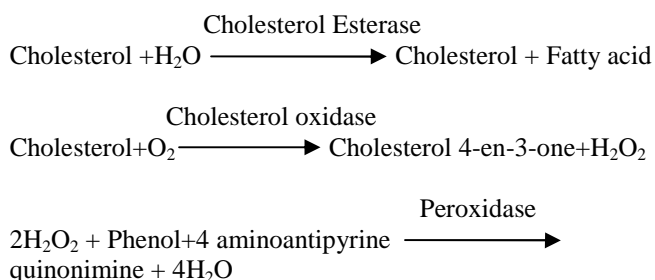 Cholesterol Esterase
Cholesterol +H₂O Cholesterol + Fatty acid
Cholesterol oxidase
Cholesterol+O₂ Cholesterol 4-en-3-one+H₂O₂
Peroxidase
2H₂O₂ + Phenol+4 aminoantipyrine
quinonimine + 4H₂O